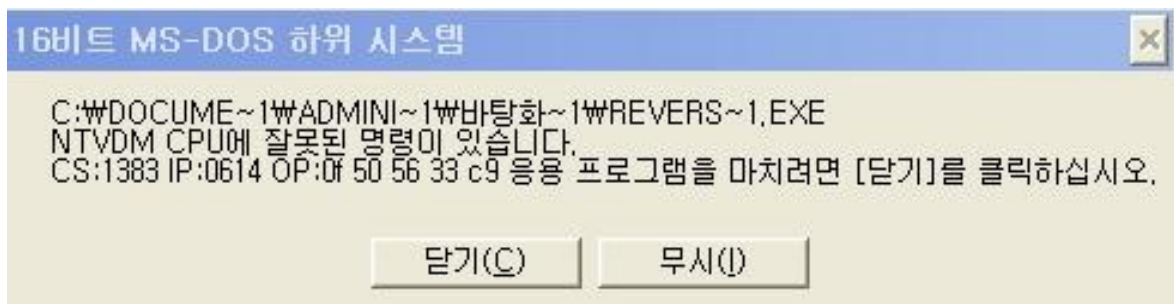 16비트 MS-DOS 하위 시스템
C:₩DOCUME~1₩ADMINI~1₩바탕화~1₩REVERS~1.EXE
NTVDM CPU에 잘못된 명령이 있습니다.
CS:1383 IP:0614 OP:0f 50 56 33 c9 응용 프로그램을 마치려면 [닫기]를 클릭하십시오.
닫기(C) 무시(I)